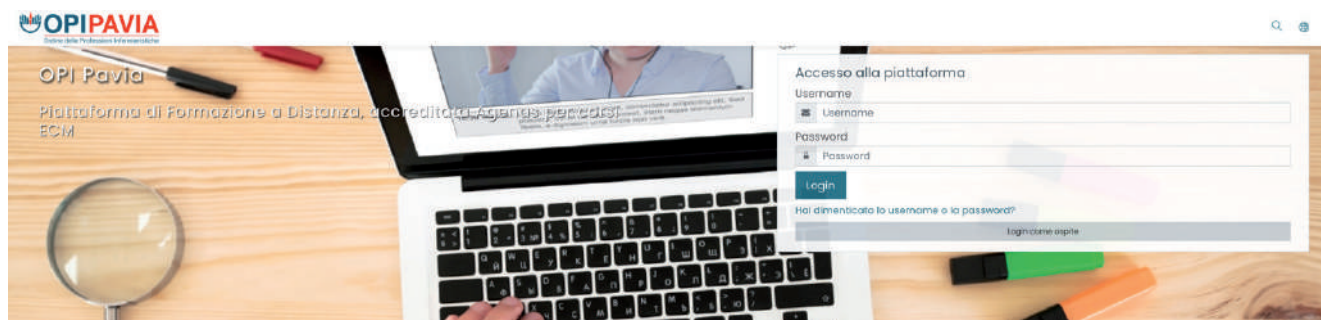 OPIPAVIA
Ordine delle Professioni Infermieristiche
OPI Pavia
Piattaforma di Formazione a Distanza, accreditata Agenas per corsi
ECM
Accesso alla piattaforma
Username
Username
Password
Password
Login
Hai dimenticato lo username o la password?
Login come ospite